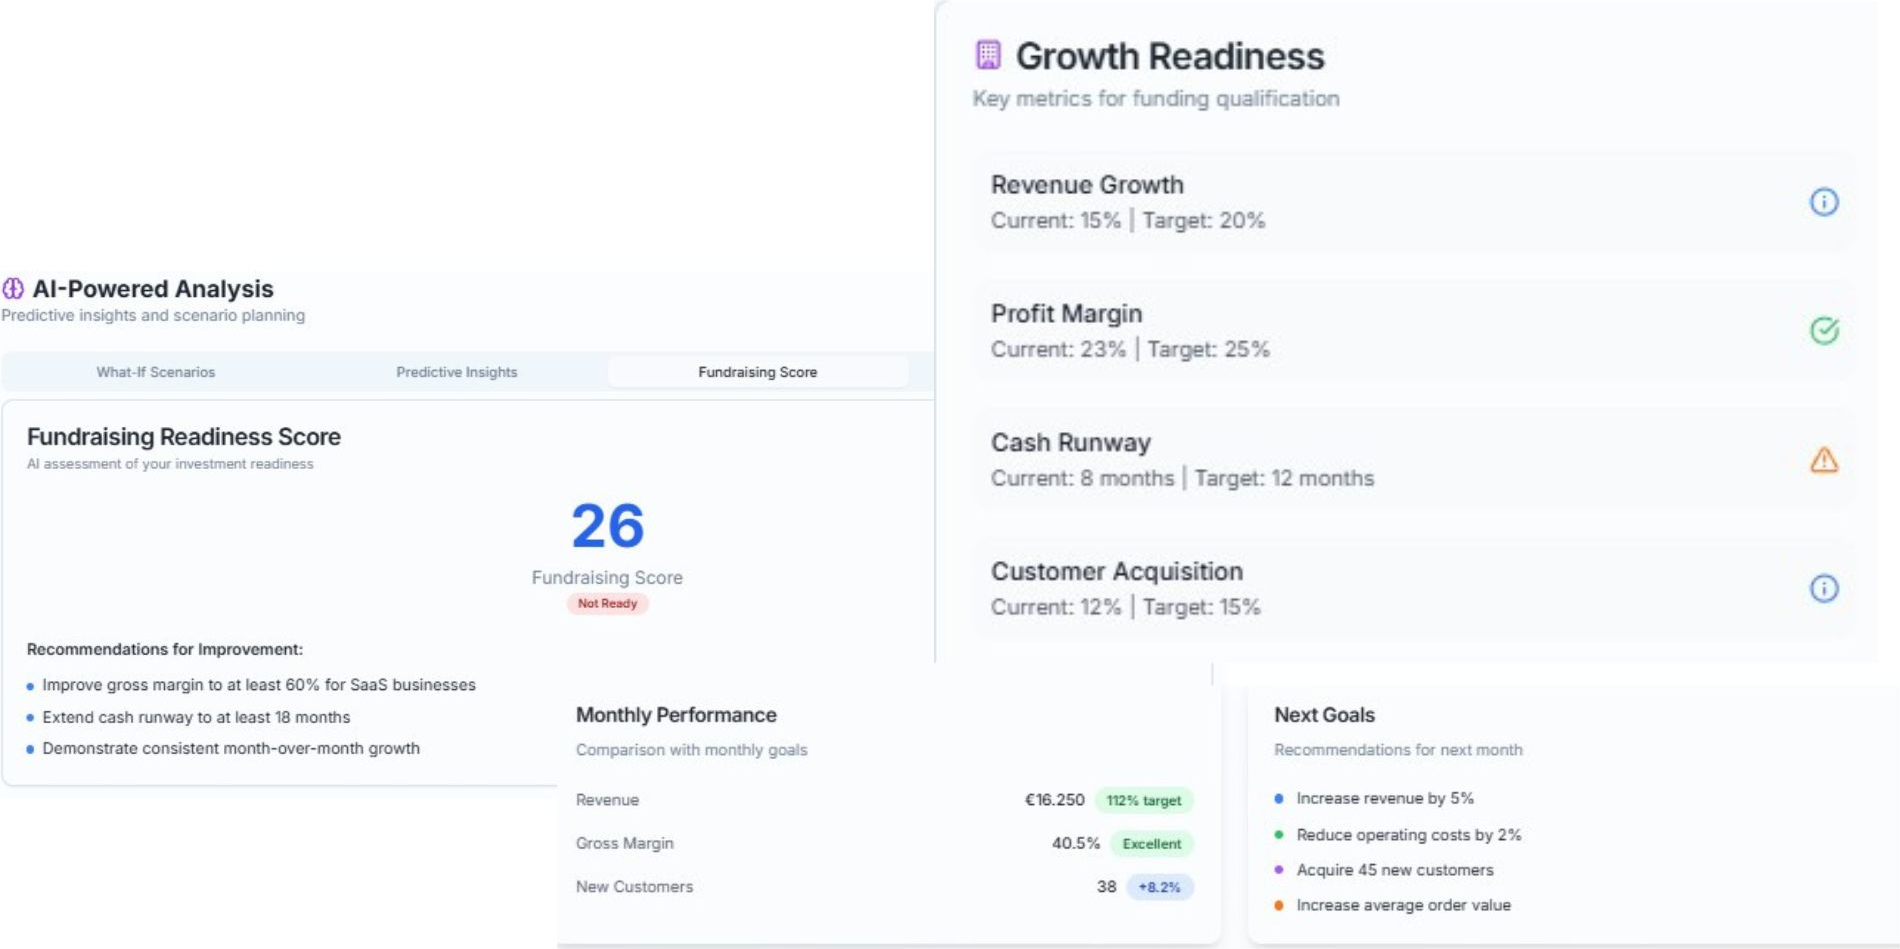 Growth Readiness
Key metrics for funding qualification
Revenue Growth
Current: 15% | Target: 20%
Profit Margin
Current: 23% | Target: 25%
Cash Runway
Current: 8 months | Target: 12 months
Customer Acquisition
Current: 12% | Target: 15%
AI-Powered Analysis
Predictive insights and scenario planning
What-If Scenarios
Predictive Insights
Fundraising Score
Fundraising Readiness Score
AI assessment of your investment readiness
26
Fundraising Score
Not Ready
Recommendations for Improvement:
Improve gross margin to at least 60% for SaaS businesses
Extend cash runway to at least 18 months
Demonstrate consistent month-over-month growth
Monthly Performance
Comparison with monthly goals
Revenue €16.250 112% target
Gross Margin 40.5% Excellent
New Customers 38 +8.2%
Next Goals
Recommendations for next month
Increase revenue by 5%
Reduce operating costs by 2%
Acquire 45 new customers
Increase average order value